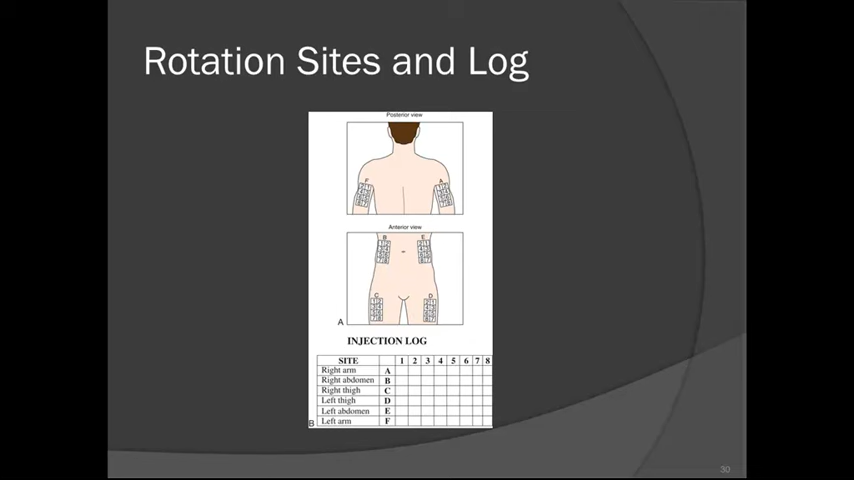 Rotation Sites and Log
Posterior view
F A
Anterior view
B E
C D
A
INJECTION LOG
SITE 1 2 3 4 5 6 7 8
Right arm A
Right abdomen B
Right thigh C
Left thigh D
Left abdomen E
Left arm F
B
30